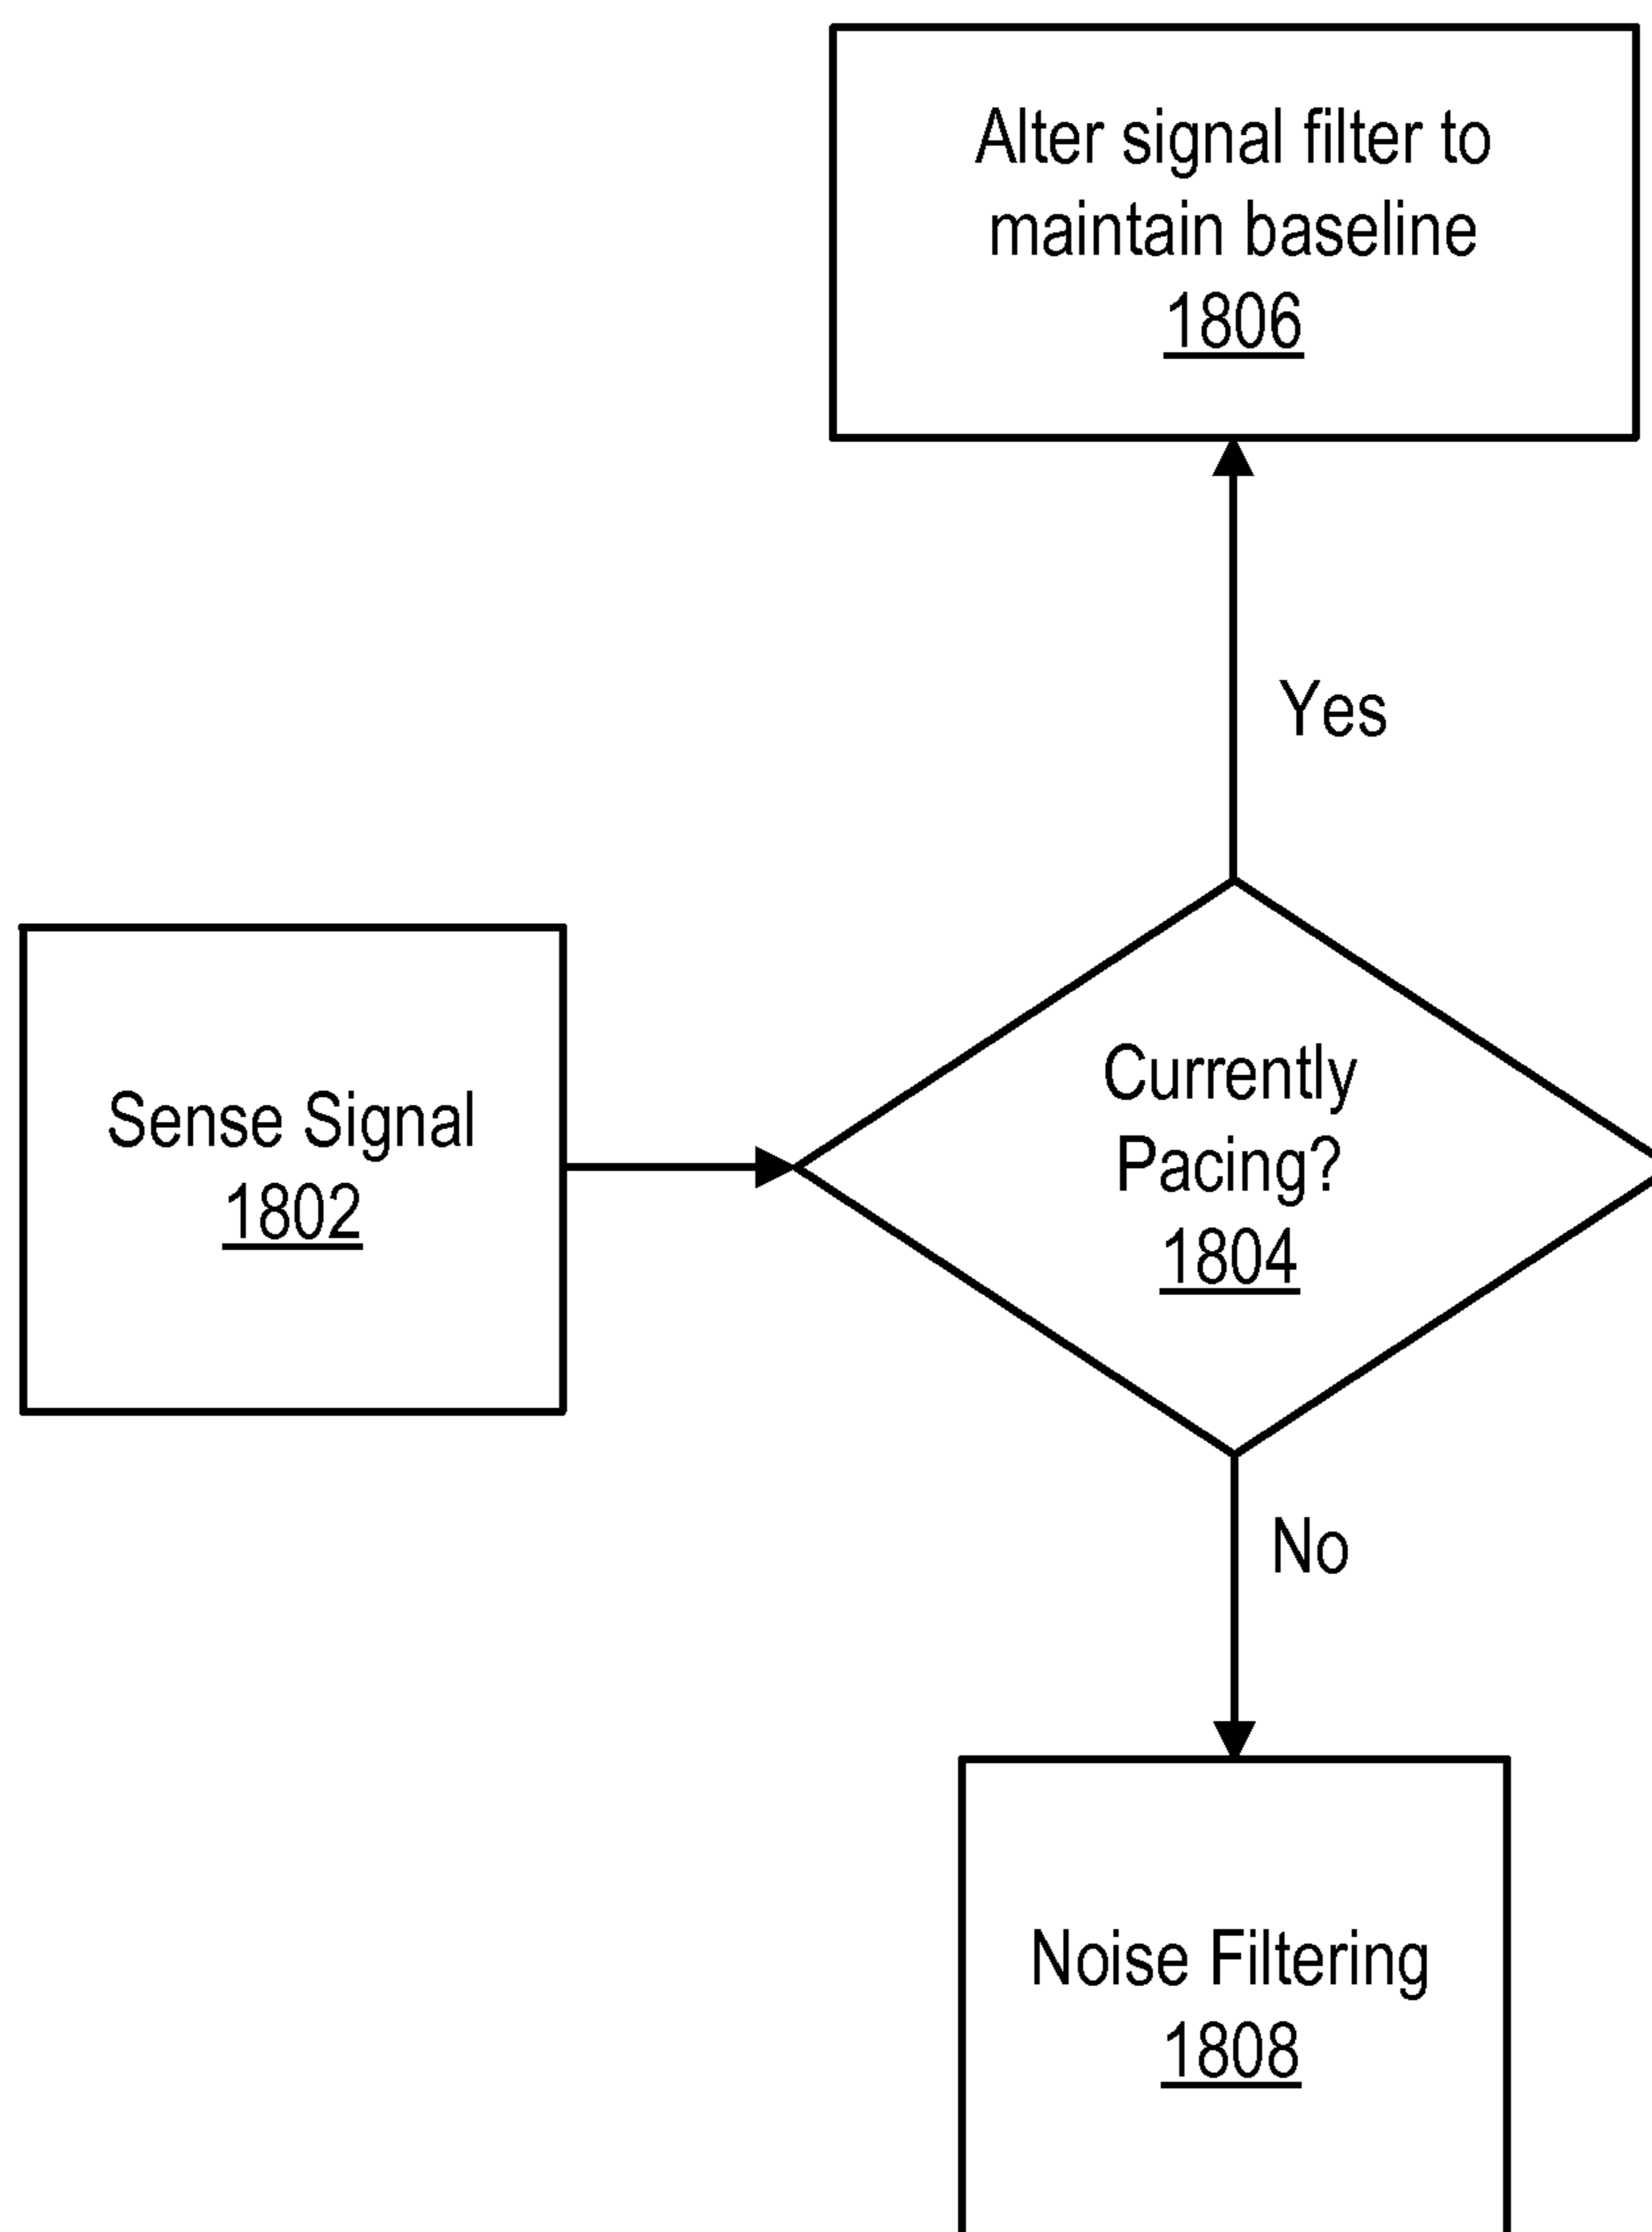 Alter signal filter to
maintain baseline
1806
Yes
Sense Signal
1802
Currently
Pacing?
1804
No
Noise Filtering
1808